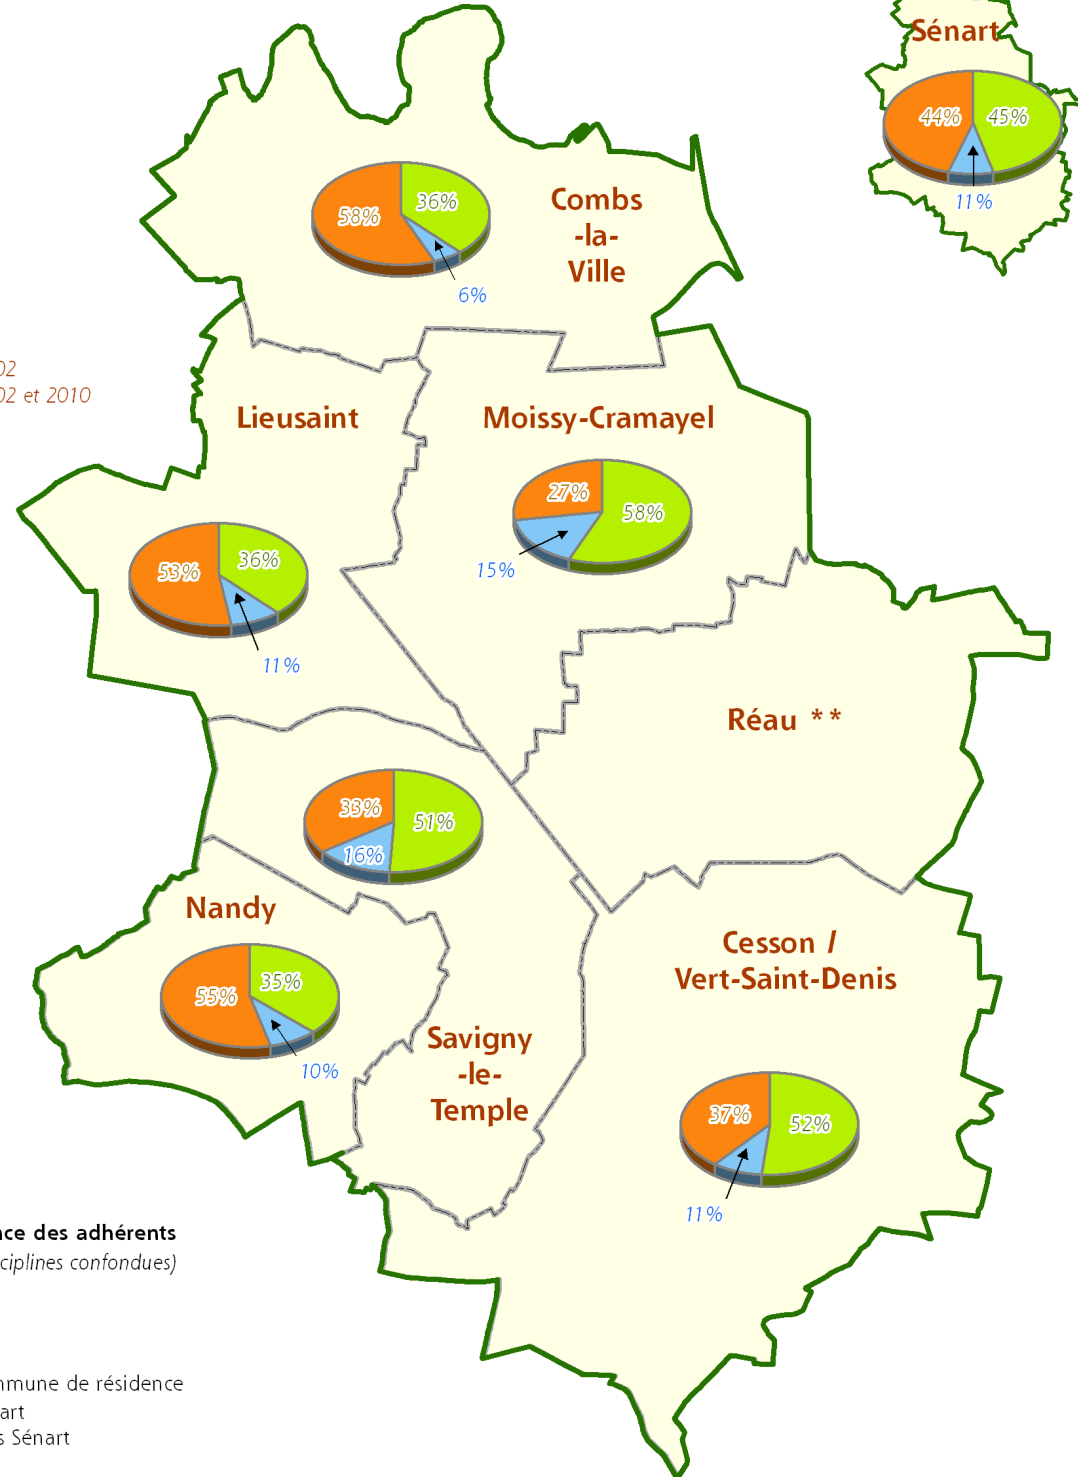 Sénart
44% 45%
11%
58% 36%
6%
Combs
-la-
Ville
02
02 et 2010
Lieusaint
Moissy-Cramayel
27% 58%
15%
53% 36%
11%
Réau **
33% 51%
16%
Nandy
55% 35%
10%
Cesson /
Vert-Saint-Denis
Savigny
-le-
Temple
37% 52%
11%
nce des adhérents
ciplines confondues)
mmune de résidence
art
s Sénart